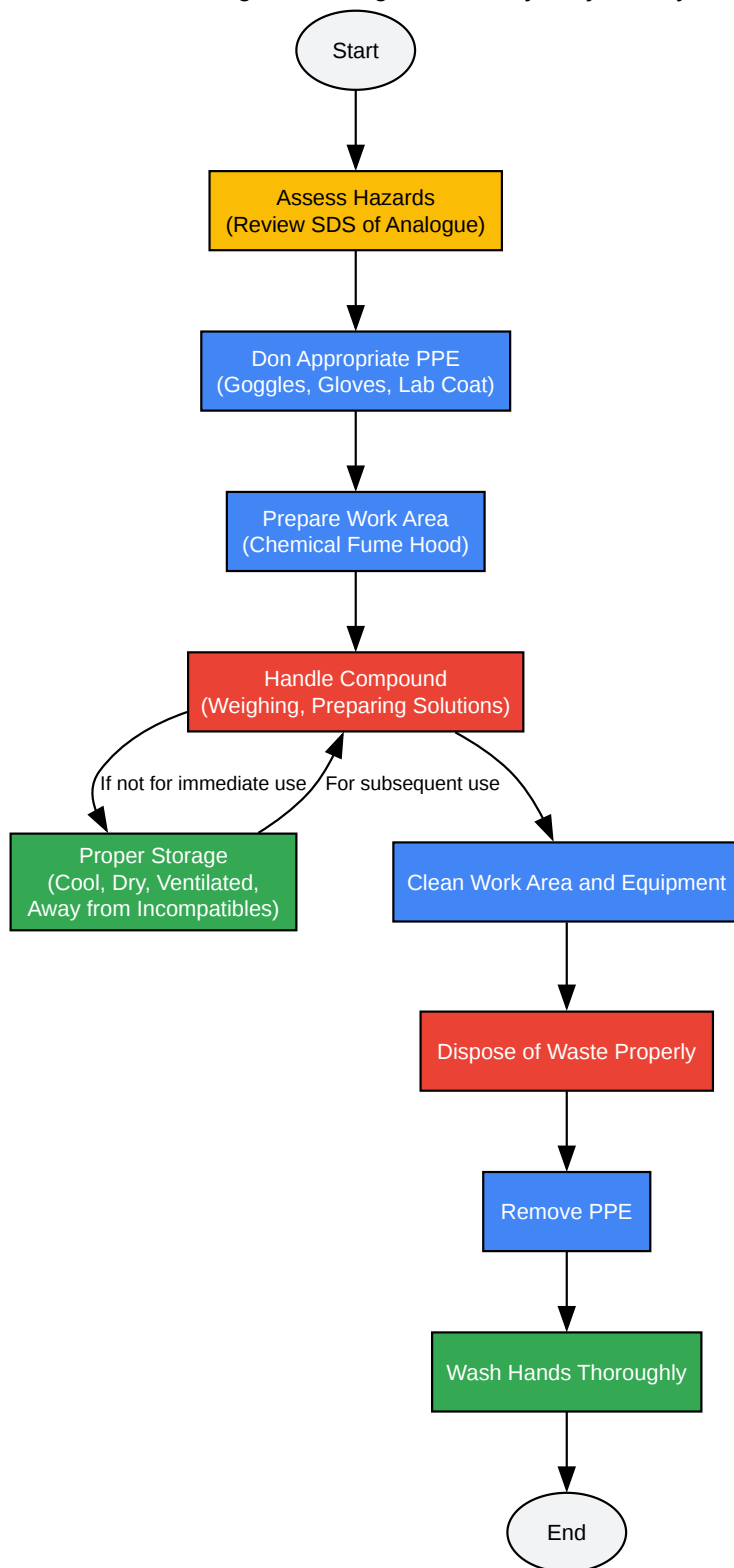 Start
Assess Hazards
(Review SDS of Analogue)
Don Appropriate PPE
(Goggles, Gloves, Lab Coat)
Prepare Work Area
(Chemical Fume Hood)
Handle Compound
(Weighing, Preparing Solutions)
If not for immediate use
For subsequent use
Proper Storage
(Cool, Dry, Ventilated,
Away from Incompatibles)
Clean Work Area and Equipment
Dispose of Waste Properly
Remove PPE
Wash Hands Thoroughly
End